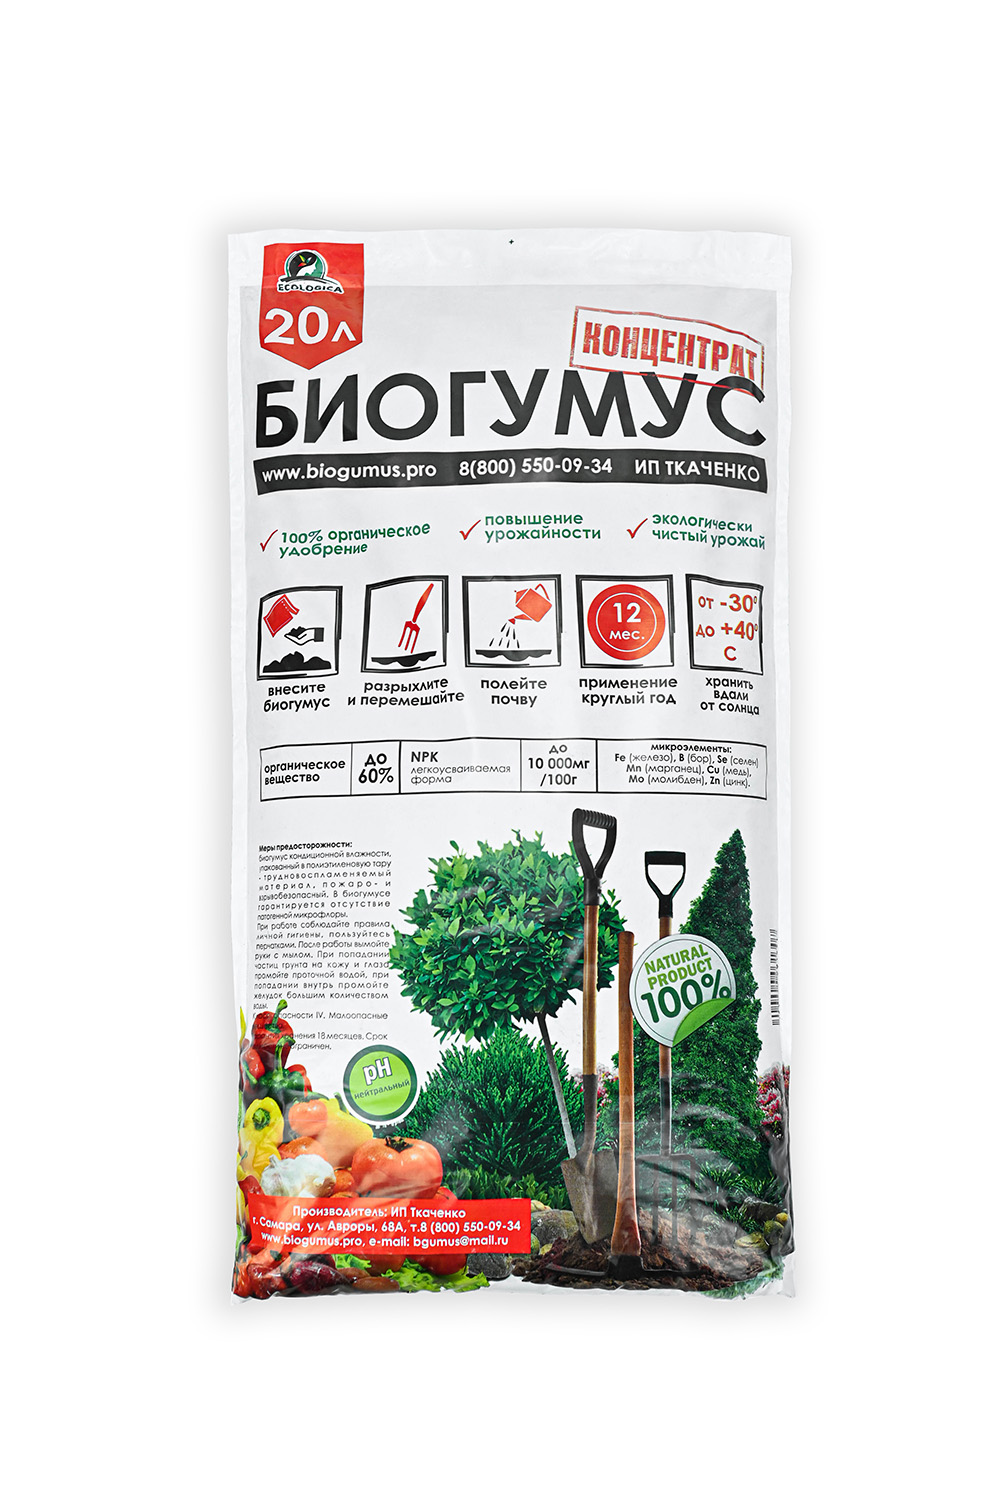 ECOLOGICA
20л
КОНЦЕНТРАТ
БИОГУМУС
www.biogumus.pro 8(800) 550-09-34 ИП ТКАЧЕНКО
100% органическое
удобрение
повышение
урожайности
экологически
чистый урожай
внесите
биогумус
разрыхлите
и перемешайте
полейте
почву
12
мес.
применение
круглый год
от -30°
до +40°
С
хранить
вдали
от солнца
органическое
вещество
до
60%
NPK
легкоусваиваемая
форма
до
10 000мг
/100г
микроэлементы:
Fe (железо), B (бор), Se (селен)
Mn (марганец), Cu (медь),
Mo (молибден), Zn (цинк).
Меры предосторожности:
биогумус кондиционной влажности,
упакованный в полиэтиленовую тару
- трудновоспламеняемый
материал, пожаро- и
взрывобезопасный. В биогумусе
гарантируется отсутствие
патогенной микрофлоры.
При работе соблюдайте правила
личной гигиены, пользуйтесь
перчатками. После работы вымойте
руки с мылом. При попадании
частиц грунта на кожу и глаза
промойте проточной водой, при
попадании внутрь промойте
желудок большим количеством
воды.
IV. Малоопасные
18 месяцев. Срок
NATURAL
PRODUCT
100%
pH
нейтральный
Производитель: ИП Ткаченко
г. Самара, ул. Авроры, 68А, т.8 (800) 550-09-34
www.biogumus.pro, e-mail: bgumus@mail.ru